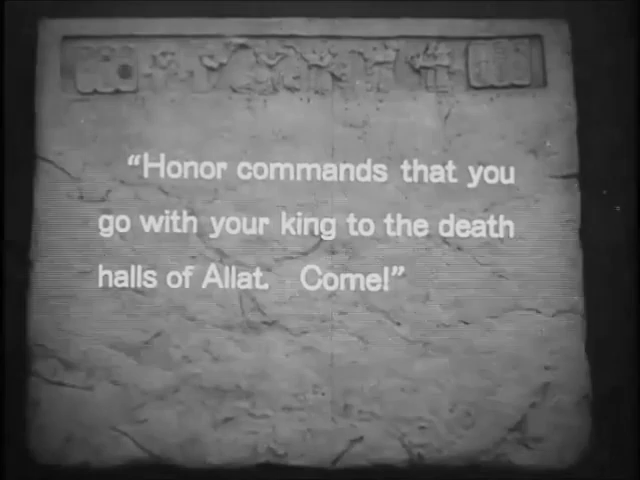 “Honor commands that you
go with your king to the death
halls of Allat. Come!”